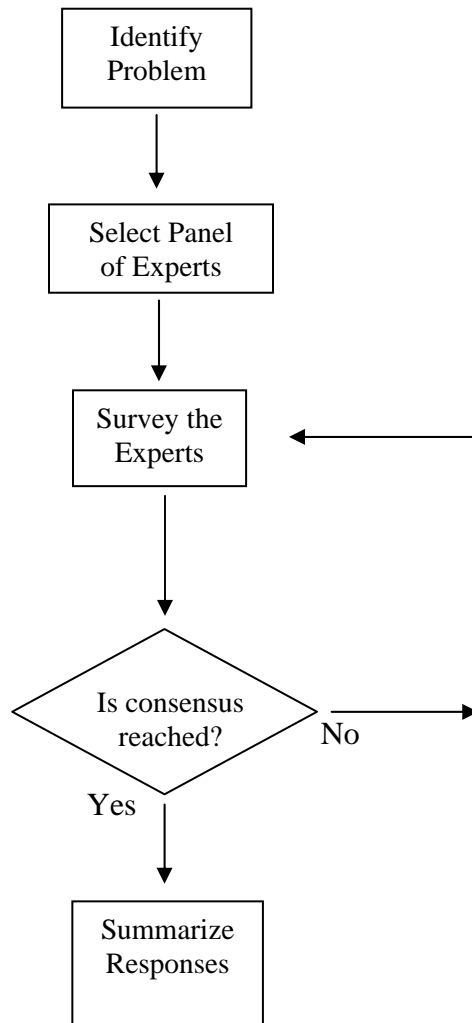 Identify
Problem
Select Panel
of Experts
Survey the
Experts
Is consensus
reached?
No
Yes
Summarize
Responses